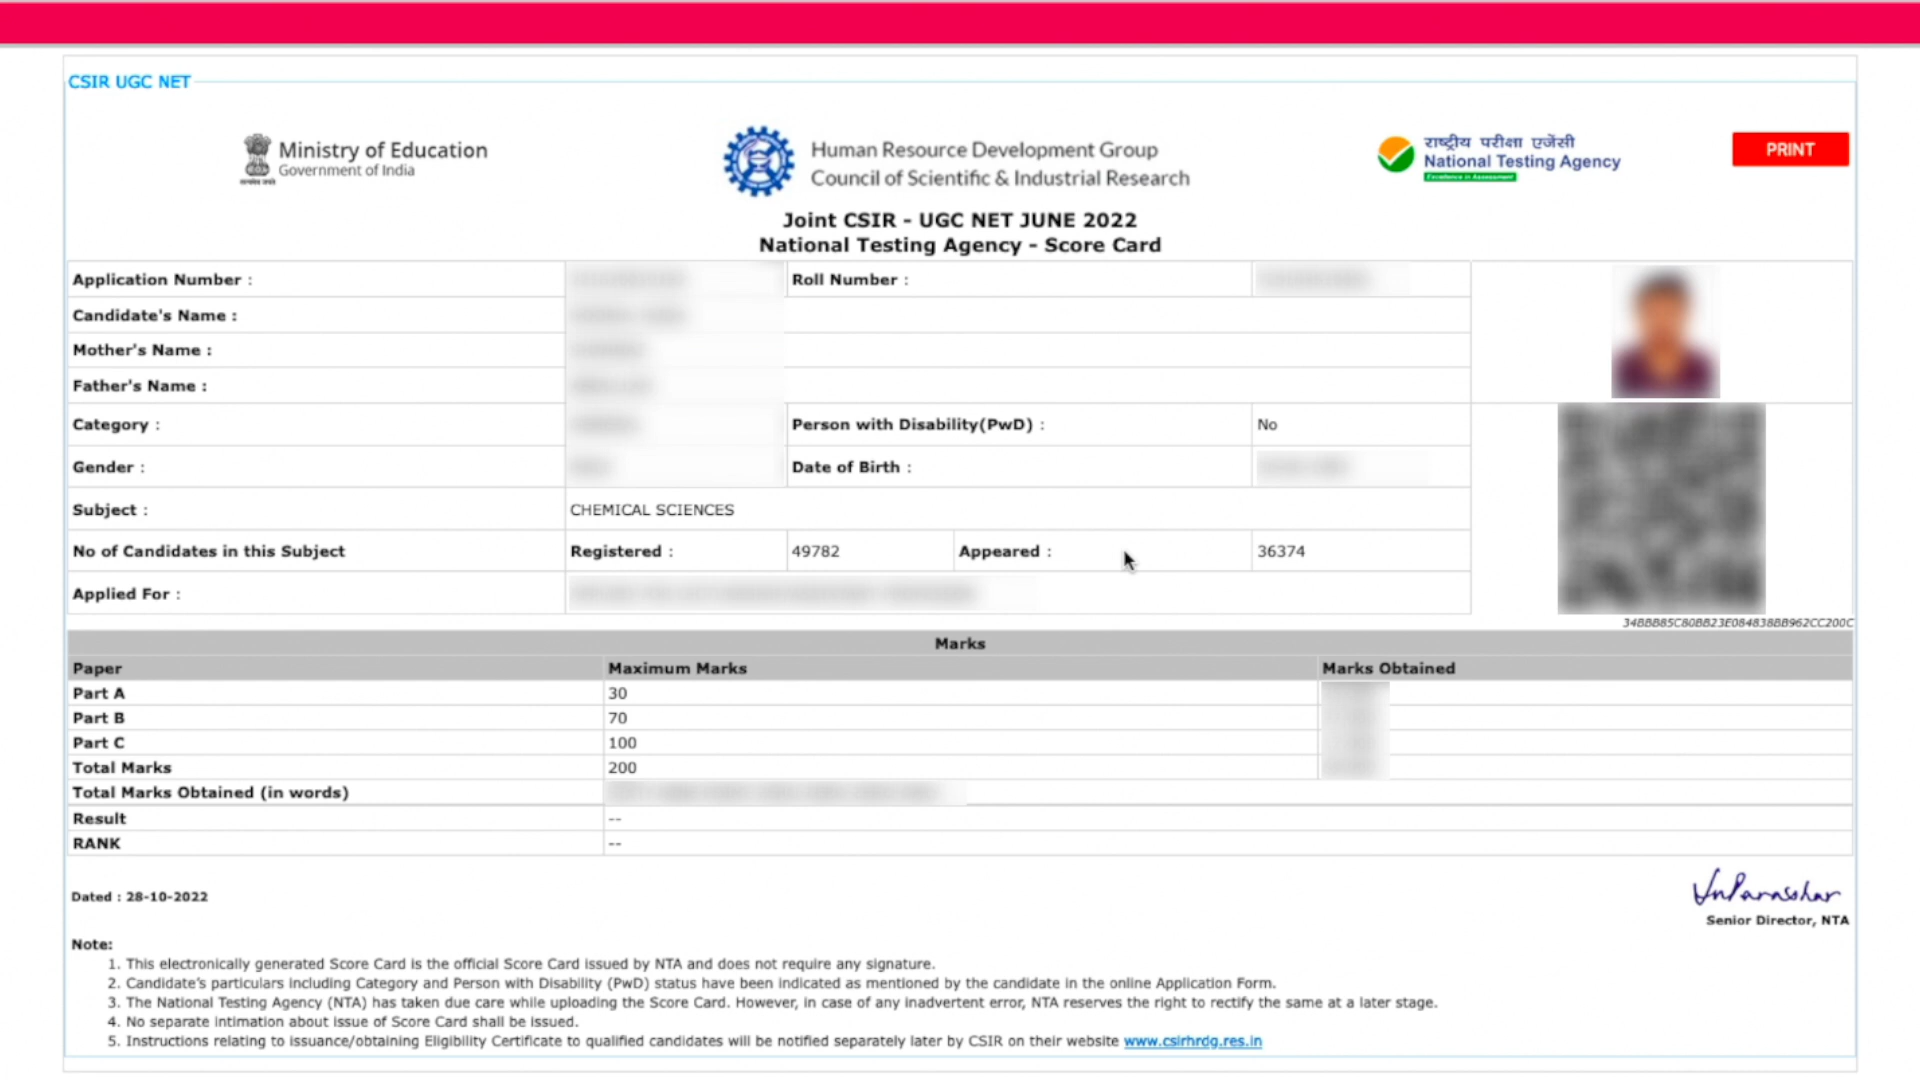 CSIR UGC NET
Ministry of Education
Government of India
Human Resource Development Group
Council of Scientific & Industrial Research
राष्ट्रीय परीक्षा एजेंसी
National Testing Agency
Excellence in Assessment
PRINT
Joint CSIR - UGC NET JUNE 2022
National Testing Agency - Score Card
Application Number : Roll Number :
Candidate's Name :
Mother's Name :
Father's Name :
Category : Person with Disability(PwD) : No
Gender : Date of Birth :
Subject : CHEMICAL SCIENCES
No of Candidates in this Subject Registered : 49782 Appeared : 36374
Applied For :
Marks
Paper Maximum Marks Marks Obtained
Part A 30
Part B 70
Part C 100
Total Marks 200
Total Marks Obtained (in words)
Result --
RANK --
Dated : 28-10-2022
Senior Director, NTA
Note:
1. This electronically generated Score Card is the official Score Card issued by NTA and does not require any signature.
2. Candidate's particulars including Category and Person with Disability (PwD) status have been indicated as mentioned by the candidate in the online Application Form.
3. The National Testing Agency (NTA) has taken due care while uploading the Score Card. However, in case of any inadvertent error, NTA reserves the right to rectify the same at a later stage.
4. No separate intimation about issue of Score Card shall be issued.
5. Instructions relating to issuance/obtaining Eligibility Certificate to qualified candidates will be notified separately later by CSIR on their website www.csirhrdg.res.in